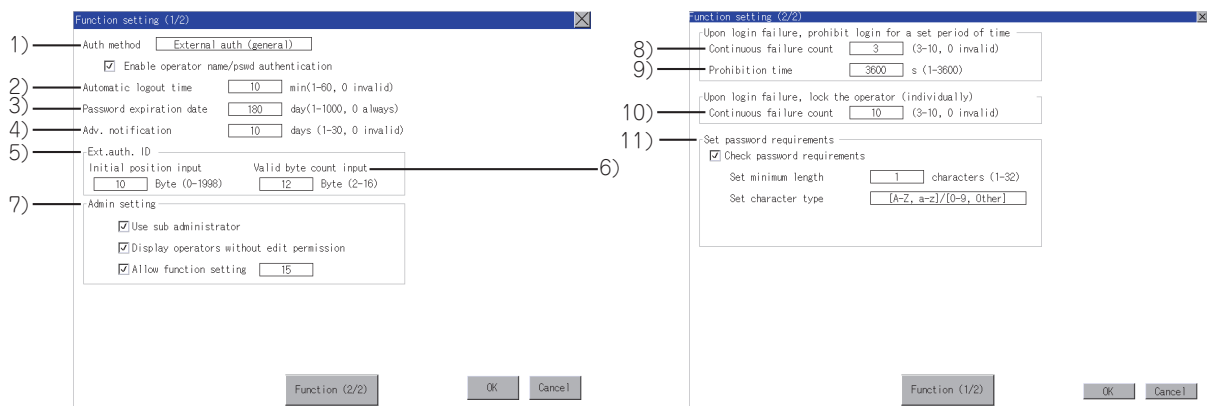 Function setting (1/2)
1) Auth method External auth (general)
Enable operator name/pswd authentication
2) Automatic logout time 10 min(1-60, 0 invalid)
3) Password expiration date 180 day(1-1000, 0 always)
4) Adv. notification 10 days (1-30, 0 invalid)
5) Ext.auth. ID
Initial position input Valid byte count input 6)
10 Byte (0-1998) 12 Byte (2-16)
7) Admin setting
Use sub administrator
Display operators without edit permission
Allow function setting 15
Function (2/2) OK Cancel
Function setting (2/2)
Upon login failure, prohibit login for a set period of time
8) Continuous failure count 3 (3-10, 0 invalid)
9) Prohibition time 3600 s (1-3600)
Upon login failure, lock the operator (individually)
10) Continuous failure count 10 (3-10, 0 invalid)
11) Set password requirements
Check password requirements
Set minimum length 1 characters (1-32)
Set character type [A-Z, a-z]/[0-9, Other]
Function (1/2) OK Cancel